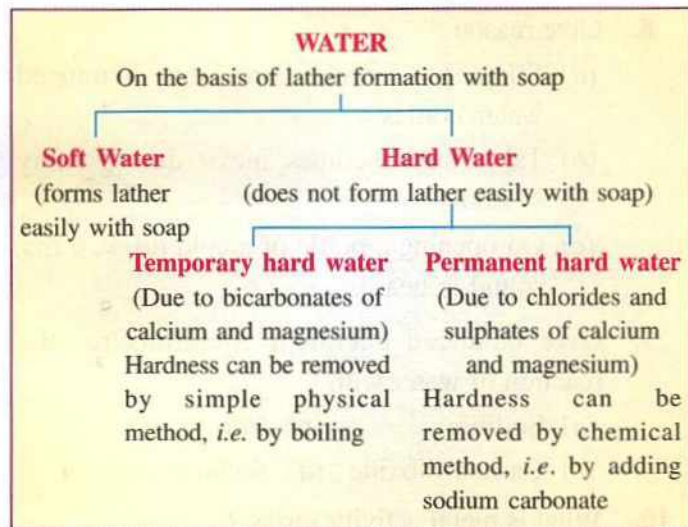 WATER
On the basis of lather formation with soap
Soft Water
(forms lather
easily with soap
Hard Water
(does not form lather easily with soap)
Temporary hard water
(Due to bicarbonates of
calcium and magnesium)
Hardness can be removed
by simple physical
method, i.e. by boiling
Permanent hard water
(Due to chlorides and
sulphates of calcium
and magnesium)
Hardness can be
removed by chemical
method, i.e. by adding
sodium carbonate